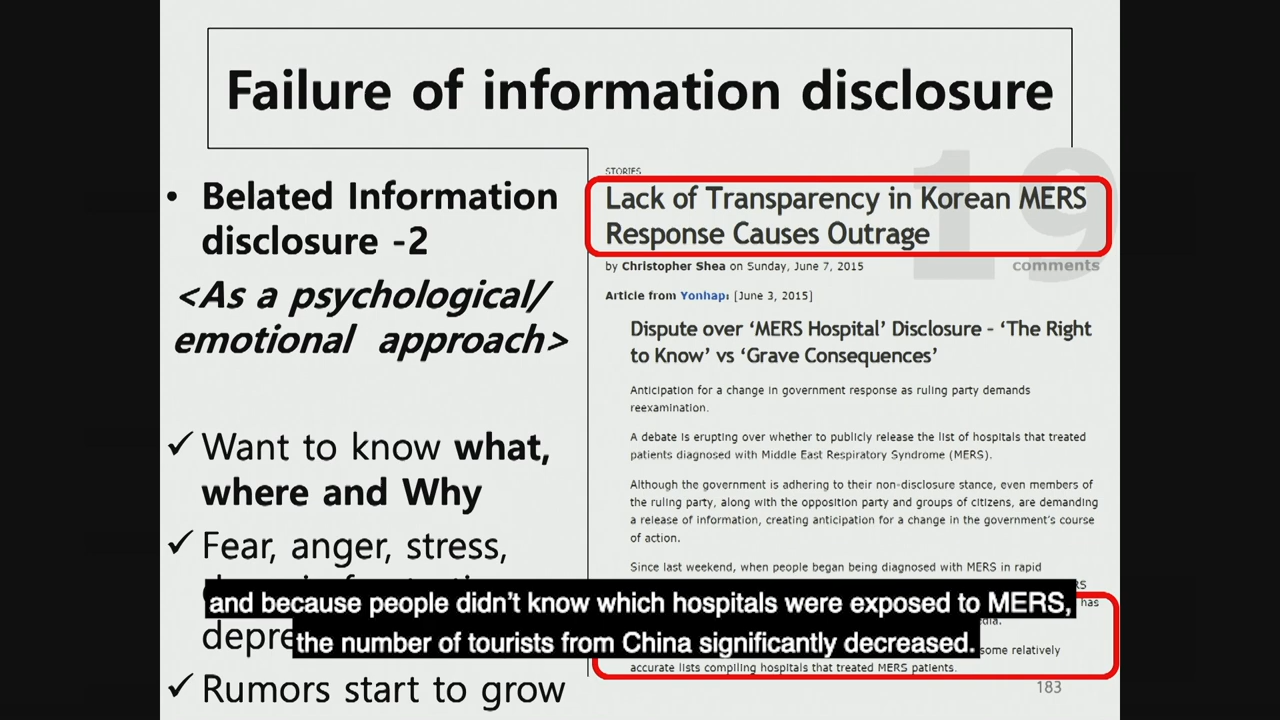 Failure of information disclosure
• Belated Information
disclosure -2
<As a psychological/
emotional approach>
✓ Want to know what,
where and Why
✓ Fear, anger, stress,
depre
✓ Rumors start to grow
19
comments
STORIES
Lack of Transparency in Korean MERS
Response Causes Outrage
by Christopher Shea on Sunday, June 7, 2015
Article from Yonhap: [June 3, 2015]
Dispute over ‘MERS Hospital’ Disclosure – ‘The Right
to Know’ vs ‘Grave Consequences’
Anticipation for a change in government response as ruling party demands
reexamination.
A debate is erupting over whether to publicly release the list of hospitals that treated
patients diagnosed with Middle East Respiratory Syndrome (MERS).
Although the government is adhering to their non-disclosure stance, even members of
the ruling party, along with the opposition party and groups of citizens, are demanding
a release of information, creating anticipation for a change in the government’s course
of action.
Since last weekend, when people began being diagnosed with MERS in rapid
has
some relatively
accurate lists compiling hospitals that treated MERS patients.
183
and because people didn’t know which hospitals were exposed to MERS,
the number of tourists from China significantly decreased.